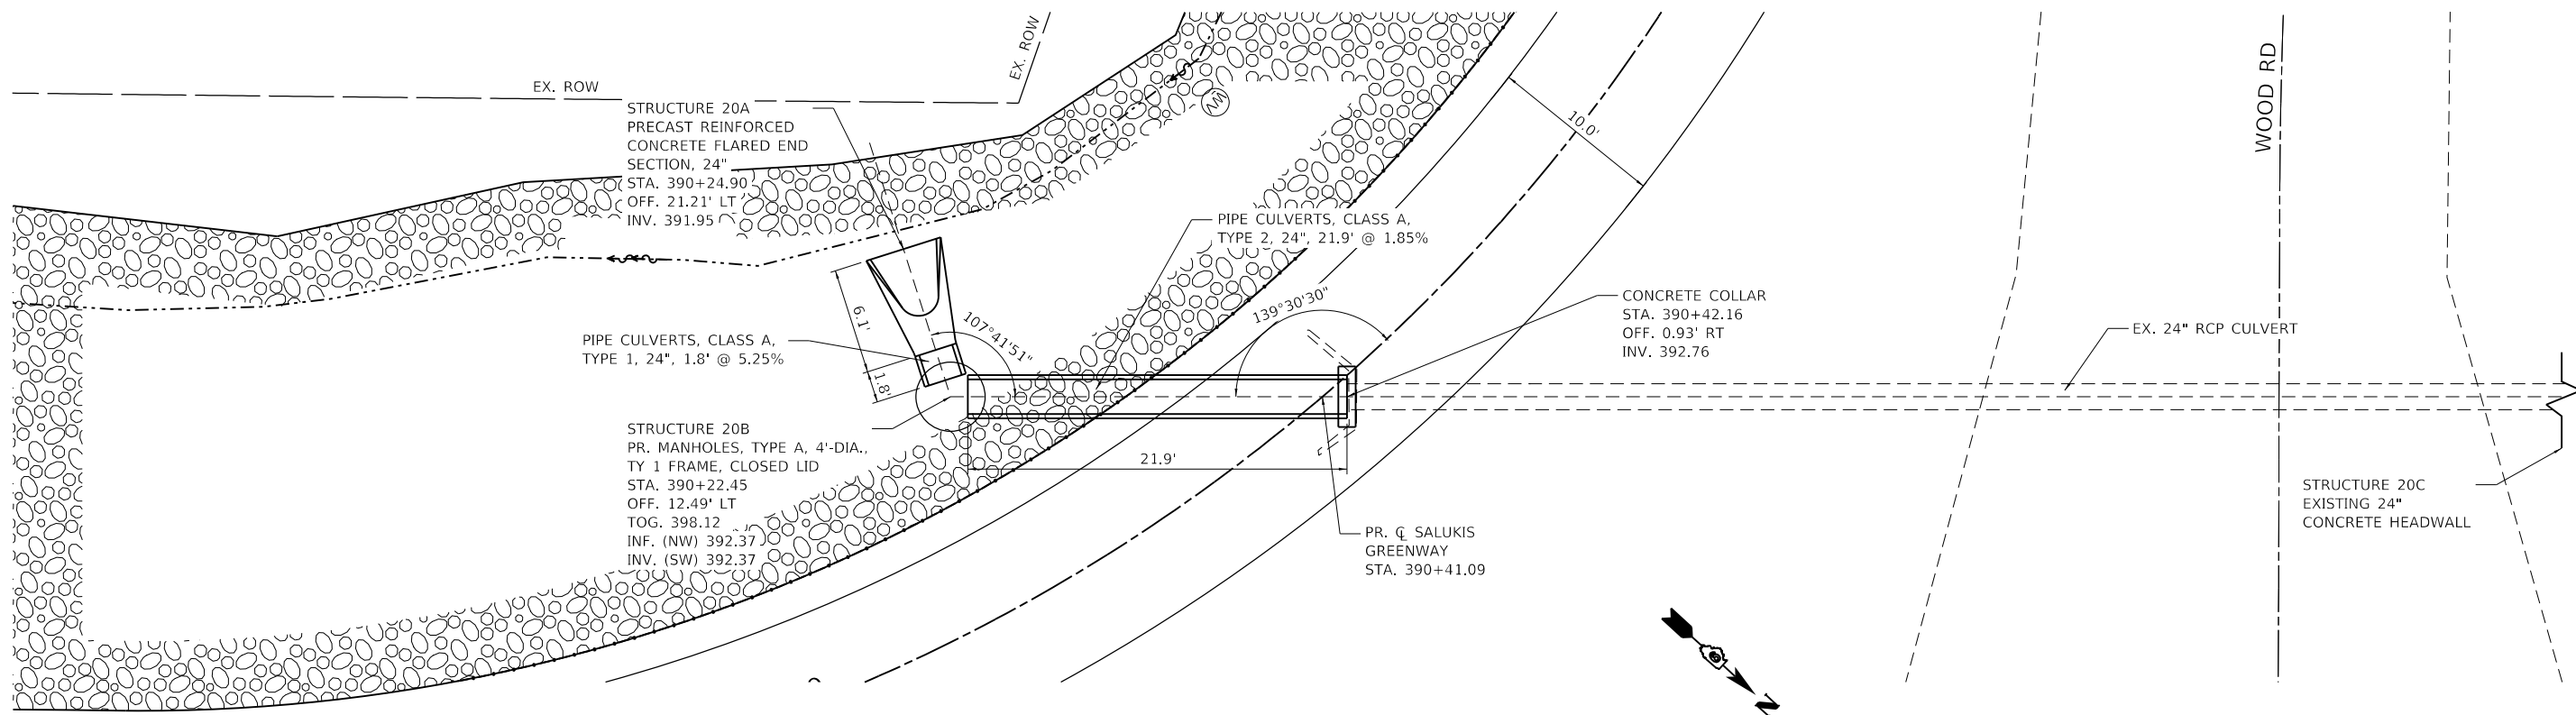 EX. ROW
EX. ROW
STRUCTURE 20A
PRECAST REINFORCED
CONCRETE FLARED END
SECTION, 24"
STA. 390+24.90
OFF. 21.21' LT
INV. 391.95
10.0'
WOOD RD
PIPE CULVERTS, CLASS A,
TYPE 2, 24", 21.9' @ 1.85%
6.1'
1.8'
107°41'51"
139°30'30"
PIPE CULVERTS, CLASS A,
TYPE 1, 24", 1.8' @ 5.25%
CONCRETE COLLAR
STA. 390+42.16
OFF. 0.93' RT
INV. 392.76
EX. 24" RCP CULVERT
STRUCTURE 20B
PR. MANHOLES, TYPE A, 4'-DIA.,
TY 1 FRAME, CLOSED LID
STA. 390+22.45
OFF. 12.49' LT
TOG. 398.12
INF. (NW) 392.37
INV. (SW) 392.37
21.9'
PR. ℄ SALUKIS
GREENWAY
STA. 390+41.09
STRUCTURE 20C
EXISTING 24"
CONCRETE HEADWALL
N